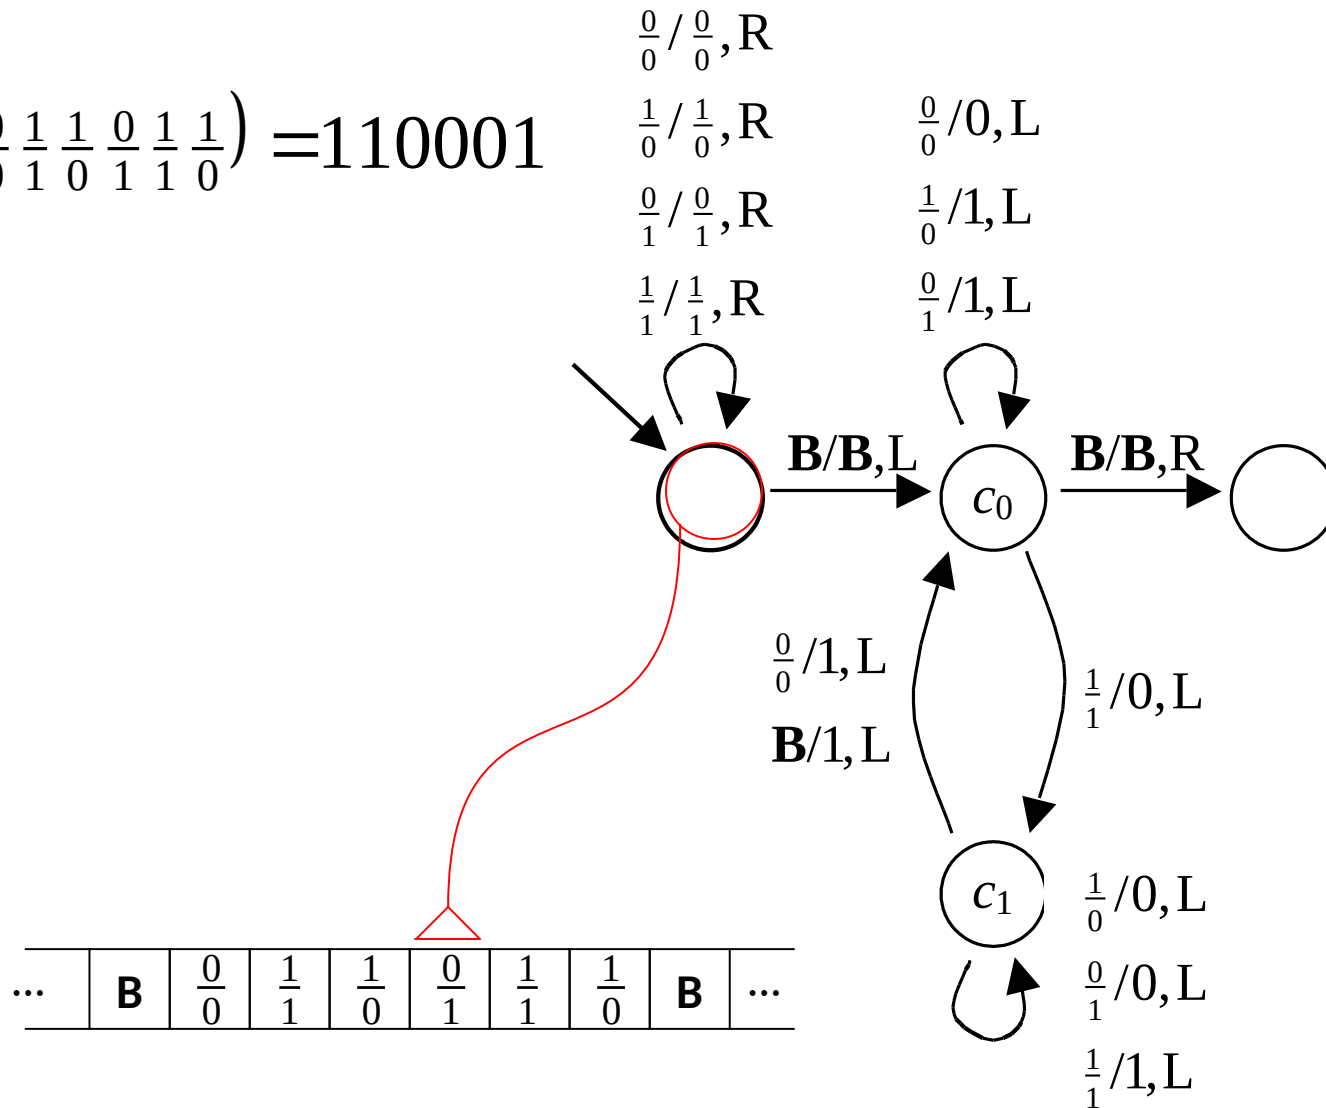 0/0 1/1 1/0 0/1 1/1 1/0) =110001
0/0 / 0/0, R
1/0 / 1/0, R
0/1 / 0/1, R
1/1 / 1/1, R
0/0 /0, L
1/0 /1, L
0/1 /1, L
B/B, L
c0
B/B, R
0/0 /1, L
B/1, L
1/1 /0, L
c1
1/0 /0, L
0/1 /0, L
1/1 /1, L
... B 0/0 1/1 1/0 0/1 1/1 1/0 B ...